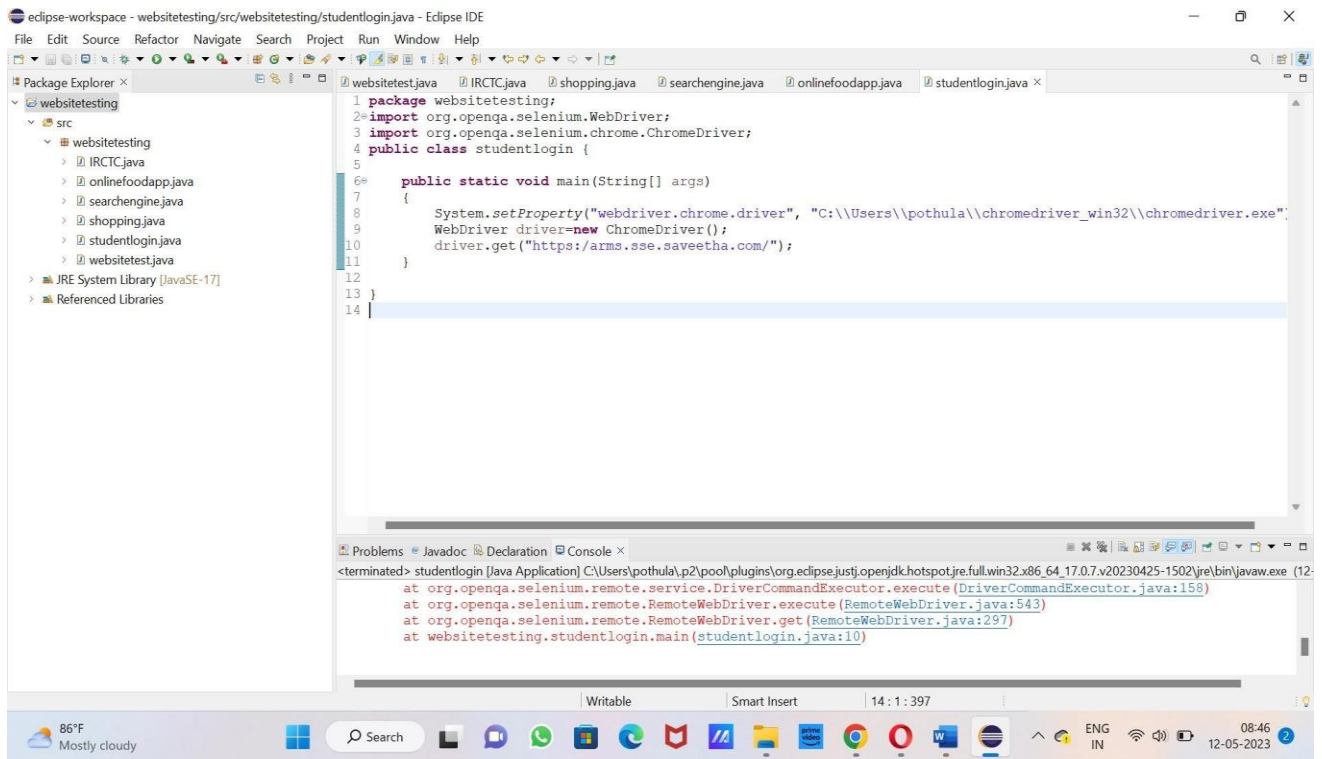 eclipse-workspace - websitetesting/src/websitetesting/studentlogin.java - Eclipse IDE
File Edit Source Refactor Navigate Search Project Run Window Help
Package Explorer
websitetest.java IRCTC.java shopping.java searchengine.java onlinefoodapp.java studentlogin.java
websitetesting
src
websitetesting
IRCTC.java
onlinefoodapp.java
searchengine.java
shopping.java
studentlogin.java
websitetest.java
JRE System Library [JavaSE-17]
Referenced Libraries
1 package websitetesting;
2 import org.openqa.selenium.WebDriver;
3 import org.openqa.selenium.chrome.ChromeDriver;
4 public class studentlogin {
5
6 public static void main(String[] args)
7 {
8 System.setProperty("webdriver.chrome.driver", "C:\\Users\\pothula\\chromedriver_win32\\chromedriver.exe")
9 WebDriver driver=new ChromeDriver();
10 driver.get("https:/arms.sse.saveetha.com/");
11 }
12
13 }
14
Problems Javadoc Declaration Console
<terminated> studentlogin [Java Application] C:\Users\pothula\.p2\pool\plugins\org.eclipse.justj.openjdk.hotspot.jre.full.win32.x86_64_17.0.7.v20230425-1502\jre\bin\javaw.exe (12-
at org.openqa.selenium.remote.service.DriverCommandExecutor.execute(DriverCommandExecutor.java:158)
at org.openqa.selenium.remote.RemoteWebDriver.execute(RemoteWebDriver.java:543)
at org.openqa.selenium.remote.RemoteWebDriver.get(RemoteWebDriver.java:297)
at websitetesting.studentlogin.main(studentlogin.java:10)
Writable Smart Insert 14 : 1 : 397
86°F
Mostly cloudy
Search
prime video
ENG
IN
08:46
12-05-2023
2